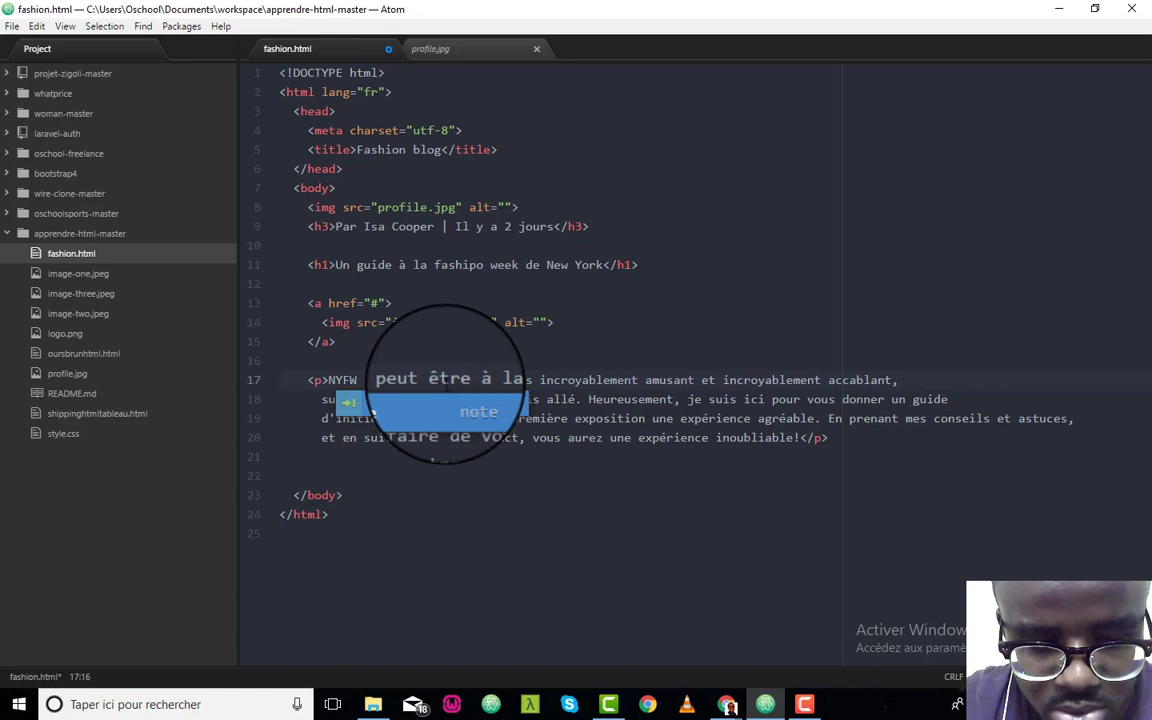 fashion.html — C:\Users\Oschool\Documents\workspace\apprendre-html-master — Atom
File Edit View Selection Find Packages Help
Project
fashion.html
profile.jpg
projet-zigoli-master
whatprice
woman-master
laravel-auth
oschool-freelance
bootstrap4
wire-clone-master
oschoolsports-master
apprendre-html-master
fashion.html
image-one.jpeg
image-three.jpeg
image-two.jpeg
logo.png
oursbrunhtml.html
profile.jpg
README.md
shippinghtmltableau.html
style.css
1 <!DOCTYPE html>
2 <html lang="fr">
3 <head>
4 <meta charset="utf-8">
5 <title>Fashion blog</title>
6 </head>
7 <body>
8 <img src="profile.jpg" alt="">
9 <h3>Par Isa Cooper | Il y a 2 jours</h3>
10
11 <h1>Un guide à la fashipo week de New York</h1>
12
13 <a href="#">
14 <img src=" alt="">
15 </a>
16
17 <p>NYFW peut être à la s incroyablement amusant et incroyablement accablant,
18 su s allé. Heureusement, je suis ici pour vous donner un guide
note
19 d'initi emière exposition une expérience agréable. En prenant mes conseils et astuces,
20 et en sui faire de vo ct, vous aurez une expérience inoubliable!</p>
21
22
23 </body>
24 </html>
25
Activer Window
Accédez aux paramè
fashion.html* 17:16
CRLF
Taper ici pour rechercher
18